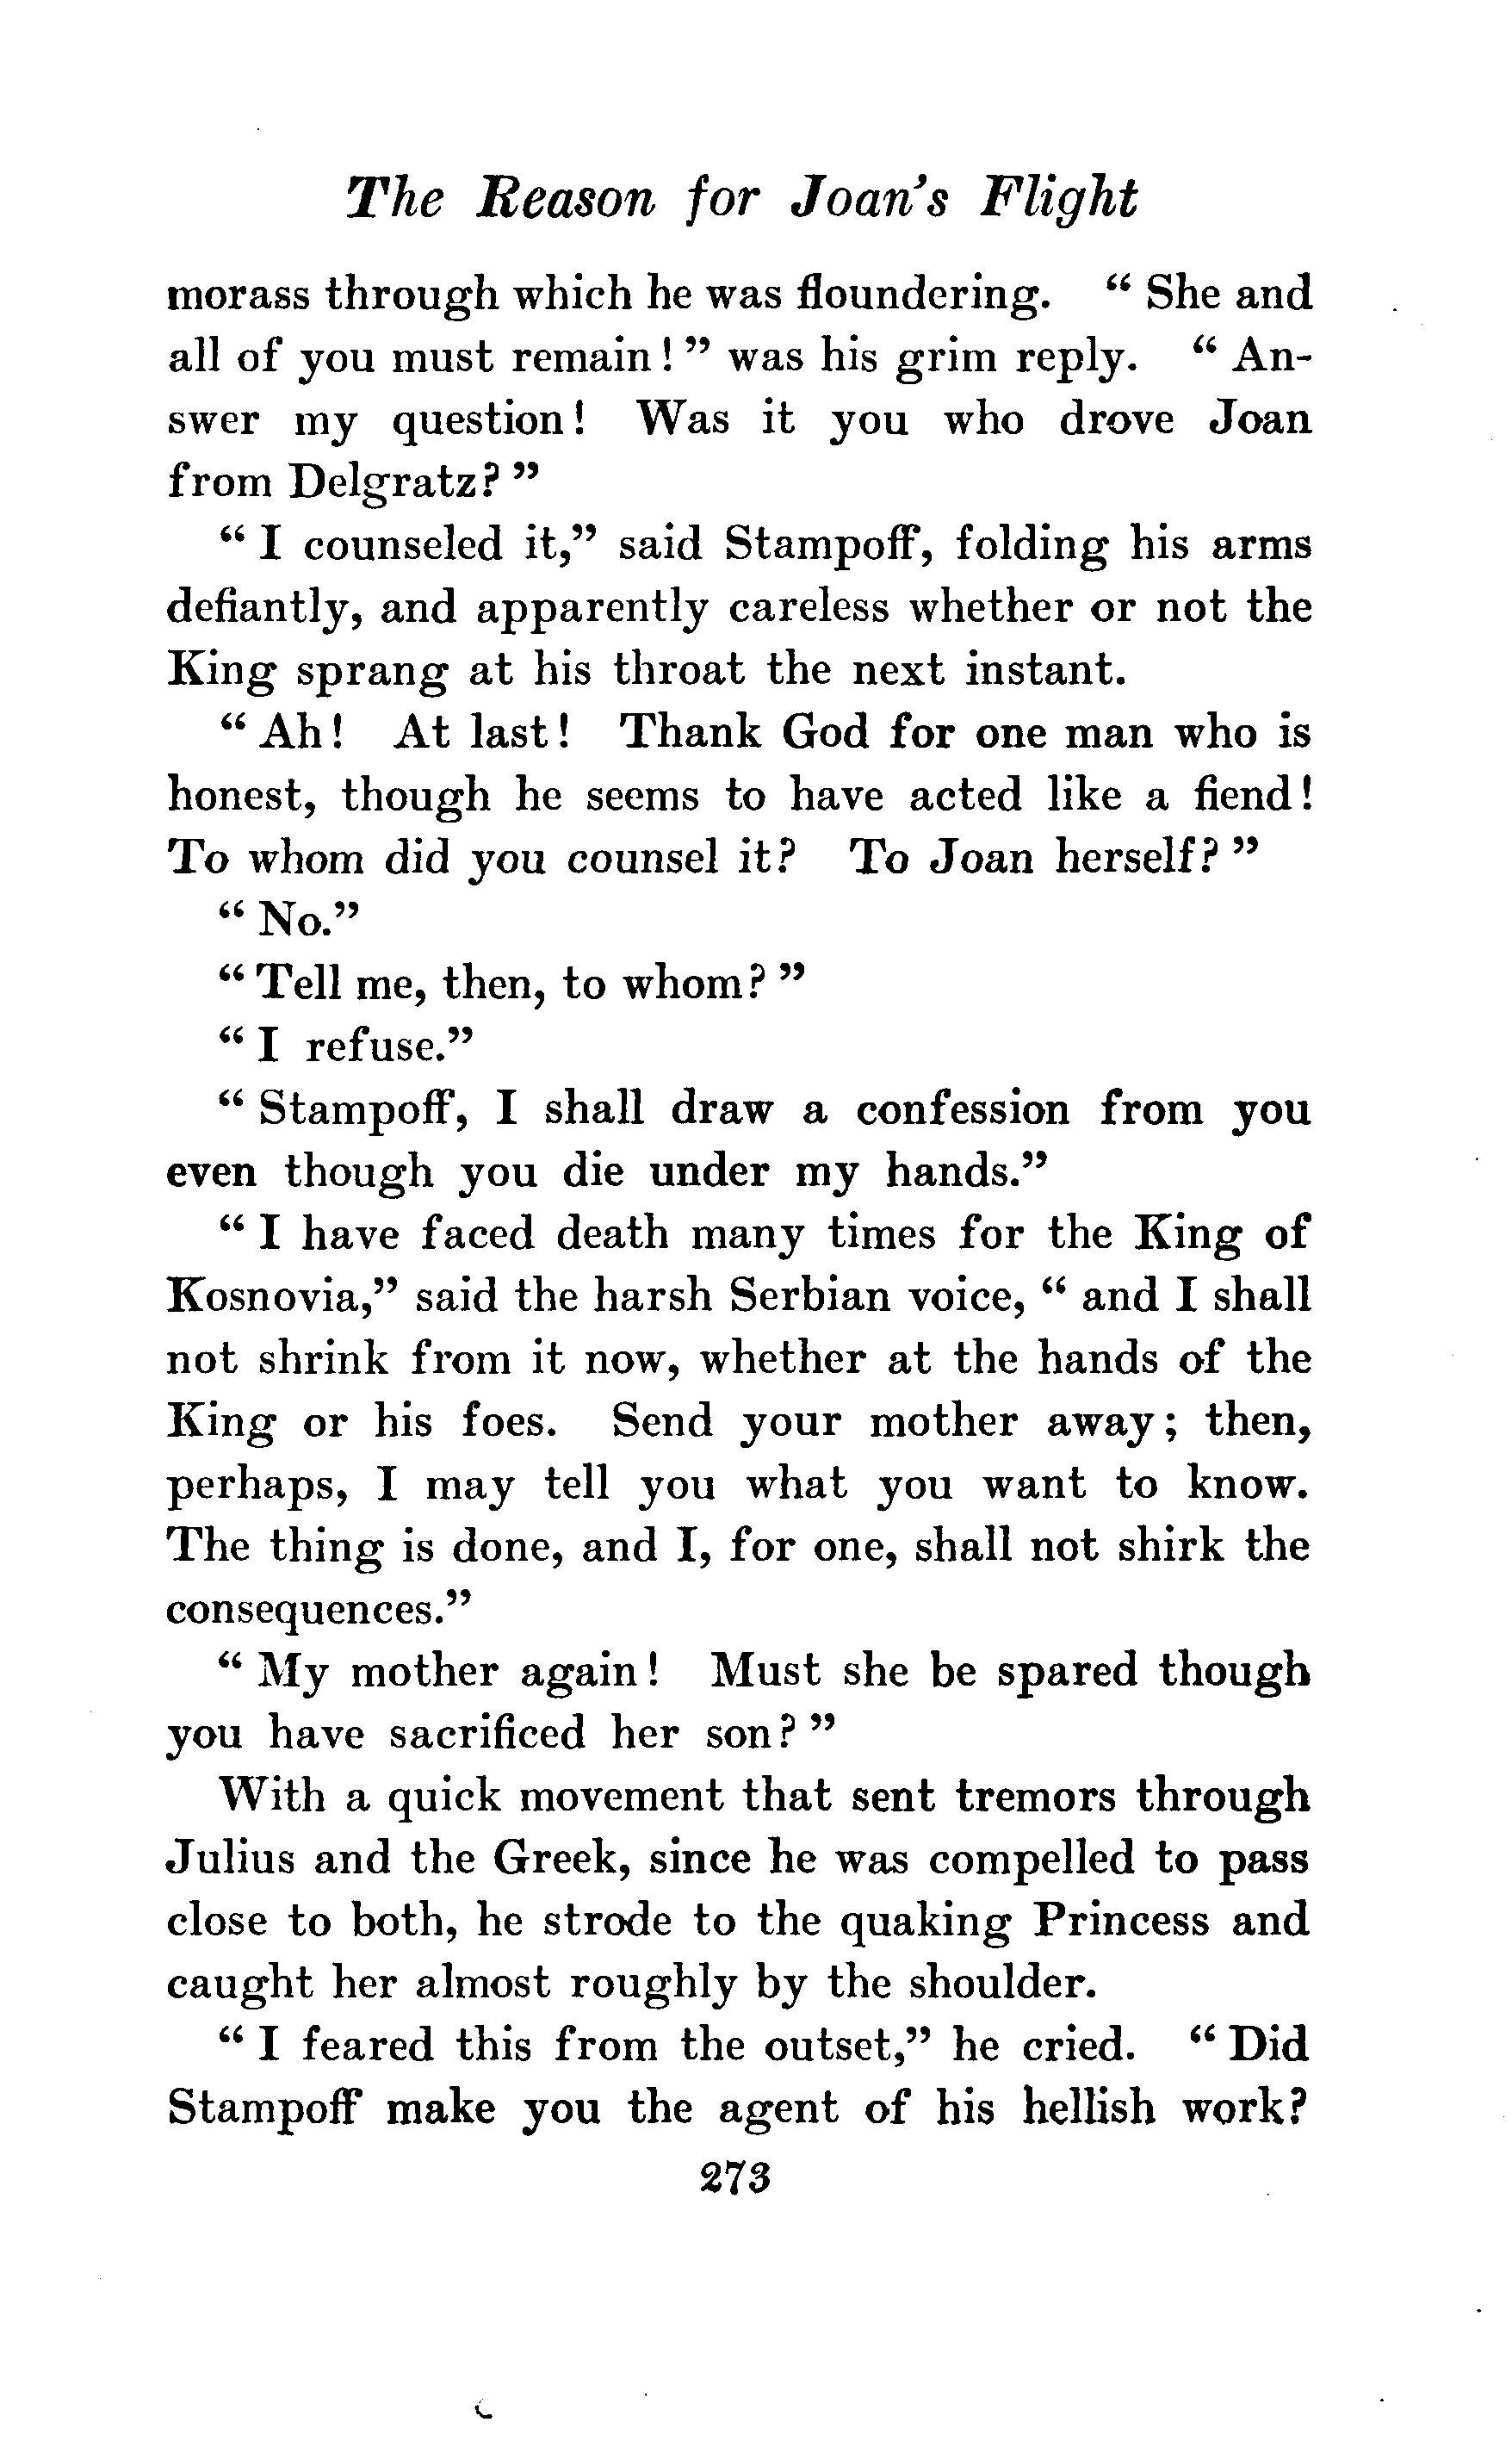 The Reason for Joan's Flight
morass through which he was floundering. “ She and
all of you must remain ! ” was his grim reply. “ An-
swer my question ! Was it you who drove Joan
from Delgratz? ”
“ I counseled it,” said Stampoff, folding his arms
defiantly, and apparently careless whether or not the
King sprang at his throat the next instant.
“ Ah ! At last ! Thank God for one man who is
honest, though he seems to have acted like a fiend !
To whom did you counsel it? To Joan herself? ”
“ No.”
“ Tell me, then, to whom? ”
“ I refuse.”
“ Stampoff, I shall draw a confession from you
even though you die under my hands.”
“ I have faced death many times for the King of
Kosnovia,” said the harsh Serbian voice, “ and I shall
not shrink from it now, whether at the hands of the
King or his foes. Send your mother away ; then,
perhaps, I may tell you what you want to know.
The thing is done, and I, for one, shall not shirk the
consequences.”
“ My mother again ! Must she be spared though
you have sacrificed her son? ”
With a quick movement that sent tremors through
Julius and the Greek, since he was compelled to pass
close to both, he strode to the quaking Princess and
caught her almost roughly by the shoulder.
“ I feared this from the outset,” he cried. “ Did
Stampoff make you the agent of his hellish work?
273